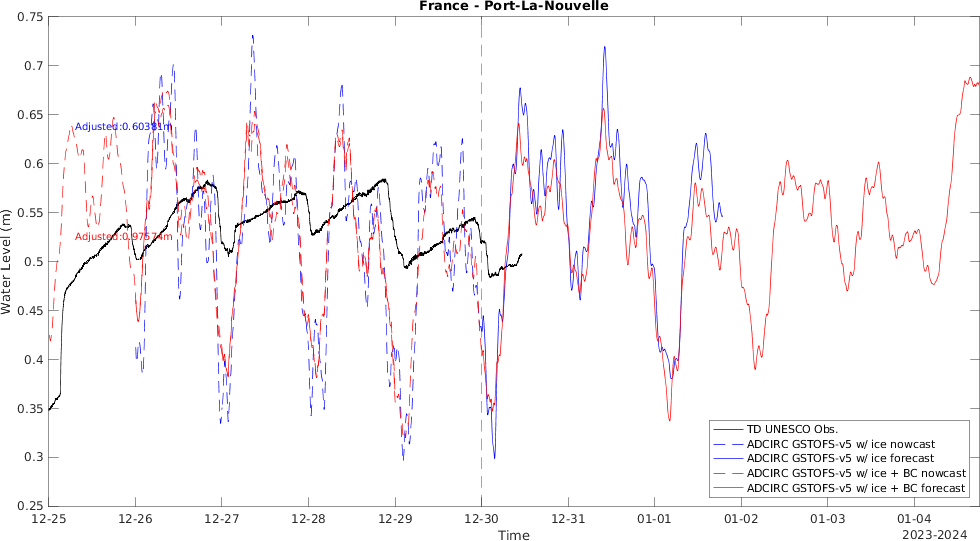 France - Port-La-Nouvelle
0.75
0.7
0.65
0.6
0.55
0.5
0.45
0.4
0.35
0.3
0.25
Water Level (m)
Adjusted:0.60381m
Adjusted:0.97574m
TD UNESCO Obs.
ADCIRC GSTOFS-v5 w/ ice nowcast
ADCIRC GSTOFS-v5 w/ ice forecast
ADCIRC GSTOFS-v5 w/ ice + BC nowcast
ADCIRC GSTOFS-v5 w/ ice + BC forecast
12-25 12-26 12-27 12-28 12-29 12-30 12-31 01-01 01-02 01-03 01-04
Time
2023-2024